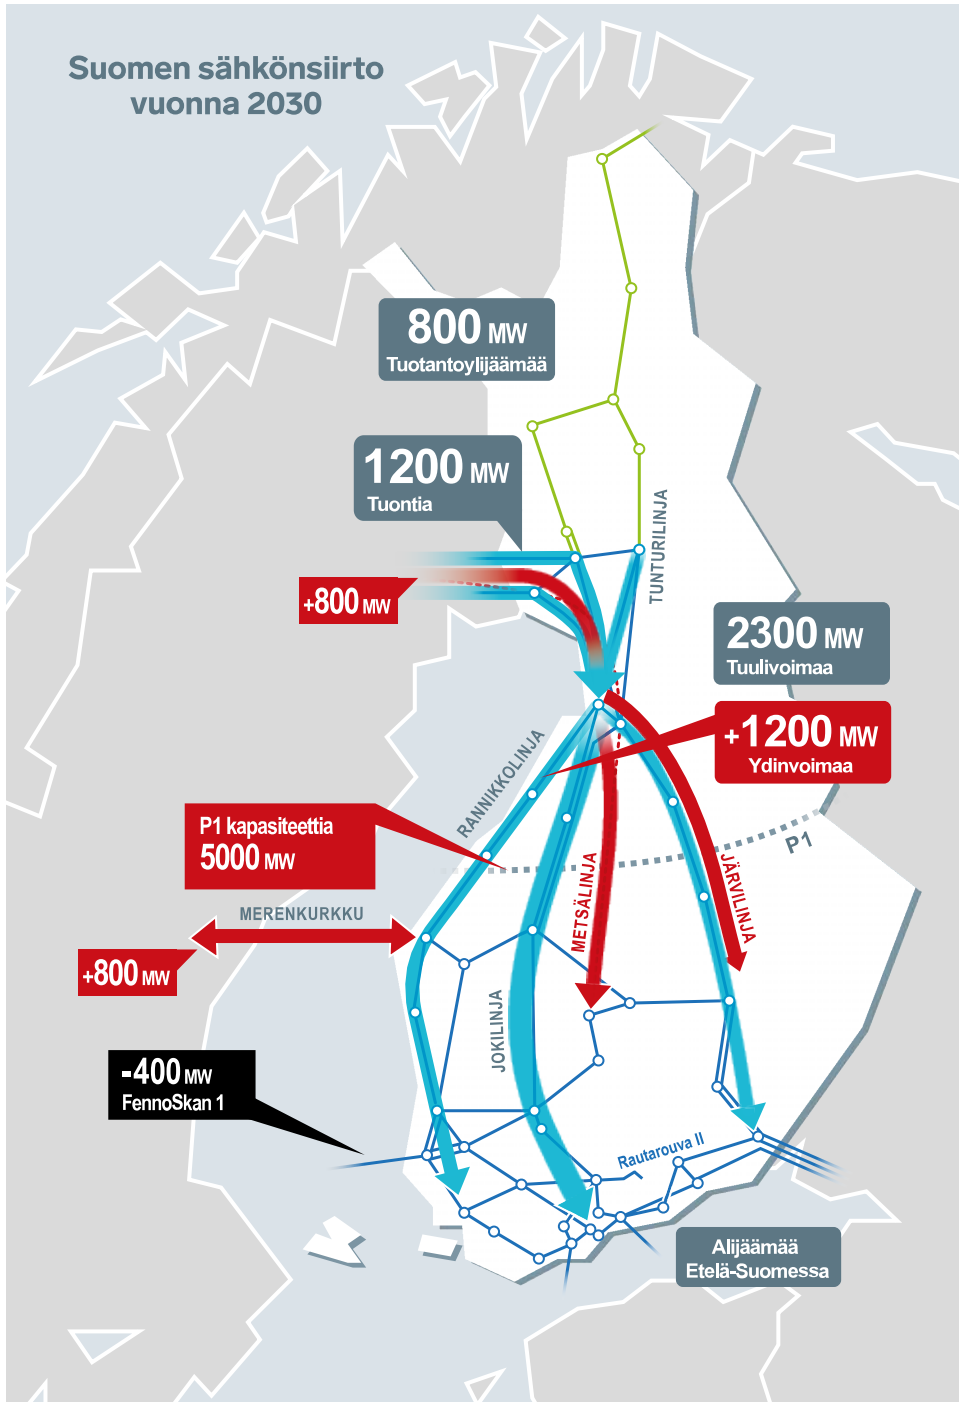 Suomen sähkönsiirto
vuonna 2030
800 MW
Tuotantoylijäämää
1200 MW
Tuontia
TUNTURILINJA
+800 MW
2300 MW
Tuulivoimaa
+1200 MW
Ydinvoimaa
RANNIKKOLINJA
P1 kapasiteettia
5000 MW
P1
METSÄLINJA
JÄRVILINJA
MERENKURKKU
+800 MW
JOKILINJA
-400 MW
FennoSkan 1
Rautarouva II
Alijäämää
Etelä-Suomessa